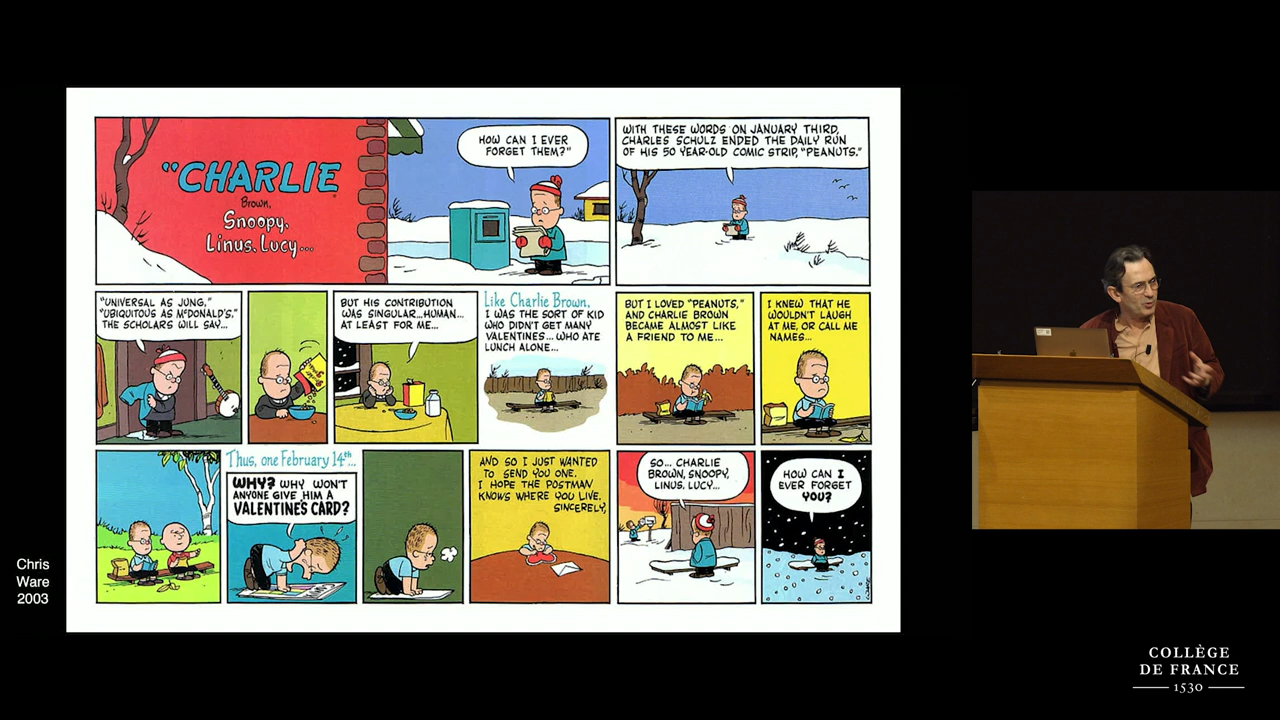 "CHARLIE
Brown,
Snoopy,
Linus, Lucy...
HOW CAN I EVER
FORGET THEM?"
WITH THESE WORDS ON JANUARY THIRD,
CHARLES SCHULZ ENDED THE DAILY RUN
OF HIS 50 YEAR-OLD COMIC STRIP, "PEANUTS."
"UNIVERSAL AS JUNG,"
"UBIQUITOUS AS McDONALD'S,"
THE SCHOLARS WILL SAY...
BUT HIS CONTRIBUTION
WAS SINGULAR...HUMAN...
AT LEAST FOR ME...
Like Charlie Brown,
I WAS THE SORT OF KID
WHO DIDN'T GET MANY
VALENTINES... WHO ATE
LUNCH ALONE...
BUT I LOVED "PEANUTS,"
AND CHARLIE BROWN
BECAME ALMOST LIKE
A FRIEND TO ME...
I KNEW THAT HE
WOULDN'T LAUGH
AT ME, OR CALL ME
NAMES...
Thus, one February 14th...
WHY? WHY WON'T
ANYONE GIVE HIM A
VALENTINE'S CARD?
AND SO I JUST WANTED
TO SEND YOU ONE.
I HOPE THE POSTMAN
KNOWS WHERE YOU LIVE.
SINCERELY,
SO... CHARLIE
BROWN, SNOOPY,
LINUS, LUCY...
HOW CAN I
EVER FORGET
YOU?
Chris
Ware
2003
COLLÈGE
DE FRANCE
1530